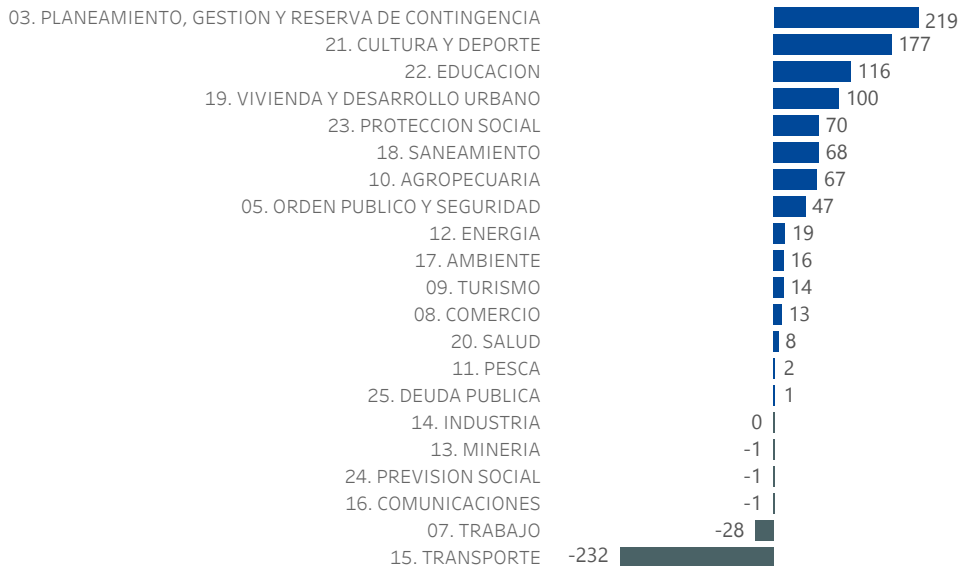 03. PLANEAMIENTO, GESTION Y RESERVA DE CONTINGENCIA 219
21. CULTURA Y DEPORTE 177
22. EDUCACION 116
19. VIVIENDA Y DESARROLLO URBANO 100
23. PROTECCION SOCIAL 70
18. SANEAMIENTO 68
10. AGROPECUARIA 67
05. ORDEN PUBLICO Y SEGURIDAD 47
12. ENERGIA 19
17. AMBIENTE 16
09. TURISMO 14
08. COMERCIO 13
20. SALUD 8
11. PESCA 2
25. DEUDA PUBLICA 1
14. INDUSTRIA 0
13. MINERIA -1
24. PREVISION SOCIAL -1
16. COMUNICACIONES -1
07. TRABAJO -28
15. TRANSPORTE -232